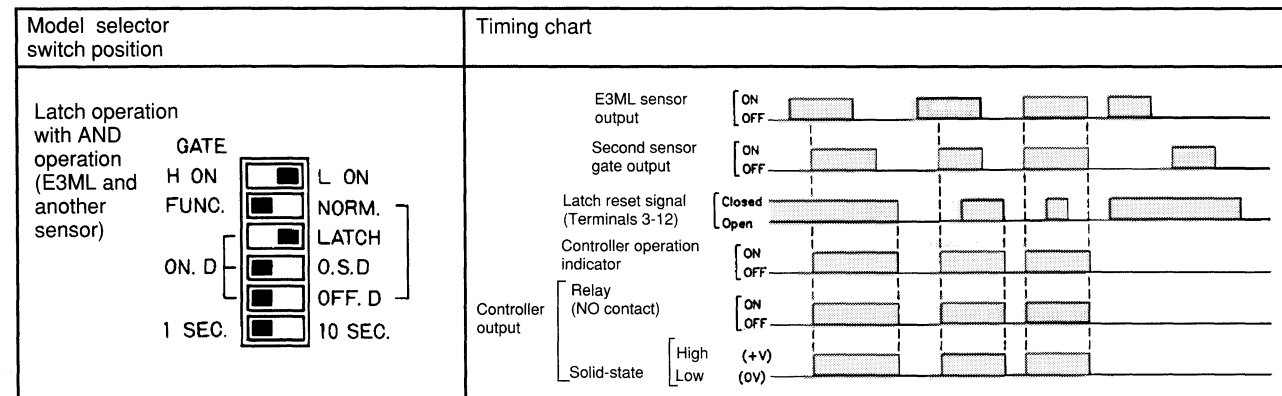 Model selector
switch position
Timing chart
Latch operation
with AND
operation
(E3ML and
another
sensor)
GATE
H ON
L ON
FUNC.
NORM.
LATCH
ON. D
O.S.D
OFF. D
1 SEC.
10 SEC.
E3ML sensor
output
ON
OFF
Second sensor
gate output
ON
OFF
Latch reset signal
(Terminals 3-12)
Closed
Open
Controller operation
indicator
ON
OFF
Controller
output
Relay
(NO contact)
ON
OFF
Solid-state
High (+V)
Low (0V)